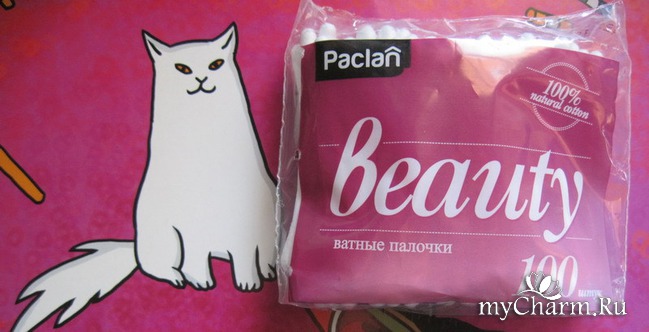 Paclan
100%
natural cotton
Beauty
ватные палочки
100
myCharm.Ru